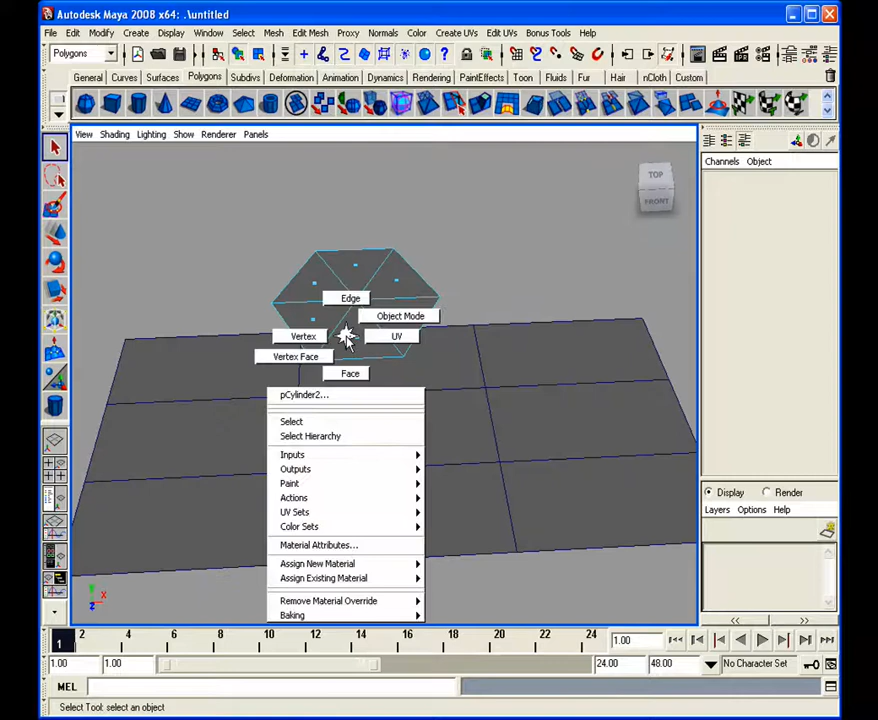 Autodesk Maya 2008 x64: .\untitled
File Edit Modify Create Display Window Select Mesh Edit Mesh Proxy Normals Color Create UVs Edit UVs Bonus Tools Help
Polygons
General Curves Surfaces Polygons Subdivs Deformation Animation Dynamics Rendering PaintEffects Toon Fluids Fur Hair nCloth Custom
View Shading Lighting Show Renderer Panels
Channels Object
TOP
FRONT
Edge
Object Mode
Vertex
UV
Vertex Face
Face
pCylinder2...
Select
Select Hierarchy
Inputs
Outputs
Paint
Actions
UV Sets
Color Sets
Material Attributes...
Assign New Material
Assign Existing Material
Remove Material Override
Baking
Display Render
Layers Options Help
y
x
z
1 2 4 6 8 10 12 14 16 18 20 22 24 1.00
1.00 1.00 24.00 48.00 No Character Set
MEL
Select Tool: select an object